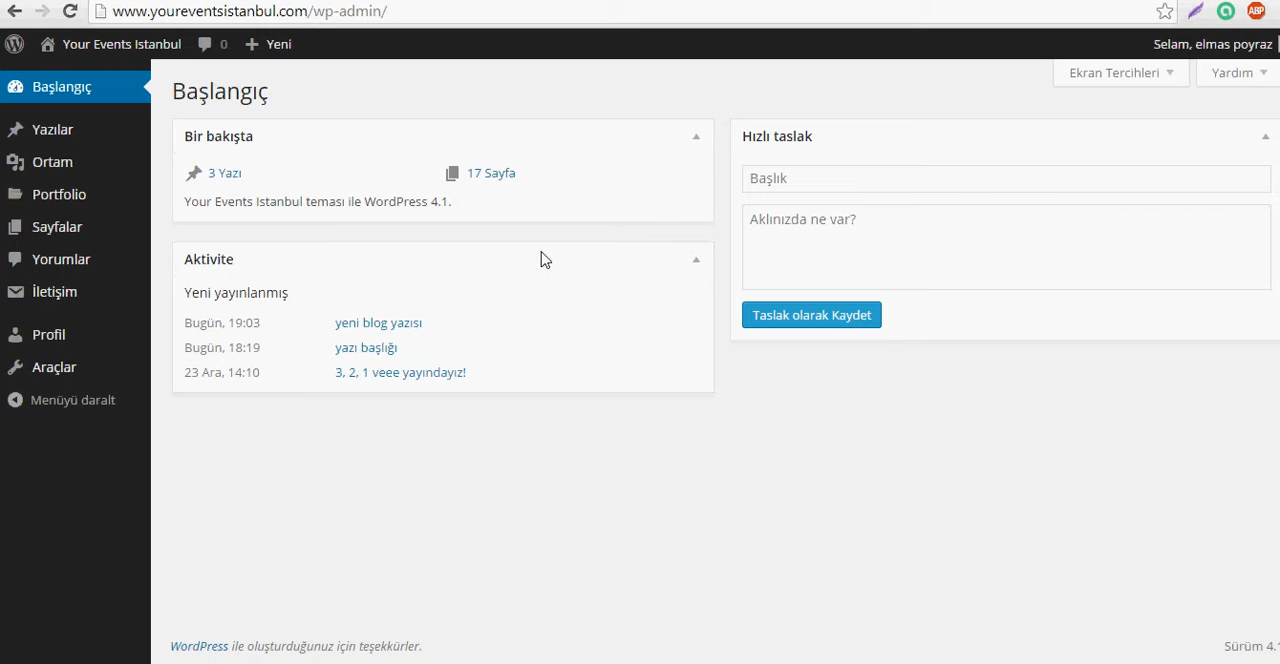 www.youreventsistanbul.com/wp-admin/
ABP
Your Events Istanbul 0 Yeni Selam, elmas poyraz
Ekran Tercihleri Yardım
Başlangıç
Yazılar
Ortam
Portfolio
Sayfalar
Yorumlar
İletişim
Profil
Araçlar
Menüyü daralt
Başlangıç
Bir bakışta
3 Yazı 17 Sayfa
Your Events Istanbul teması ile WordPress 4.1.
Aktivite
Yeni yayınlanmış
Bugün, 19:03 yeni blog yazısı
Bugün, 18:19 yazı başlığı
23 Ara, 14:10 3, 2, 1 veee yayındayız!
Hızlı taslak
Başlık
Aklınızda ne var?
Taslak olarak Kaydet
WordPress ile oluşturduğunuz için teşekkürler.
Sürüm 4.1